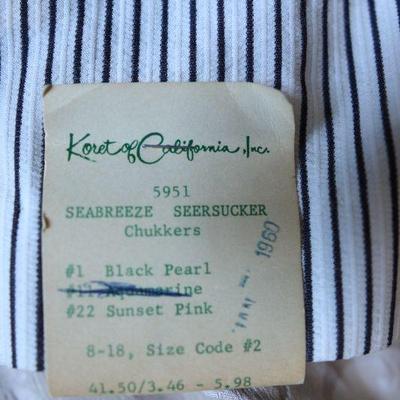 Koret of California, Inc.
5951
SEABREEZE SEERSUCKER
Chukkers
#1 Black Pearl
#11 Aquamarine
#22 Sunset Pink
8-18, Size Code #2
41.50/3.46 - 5.98
1960